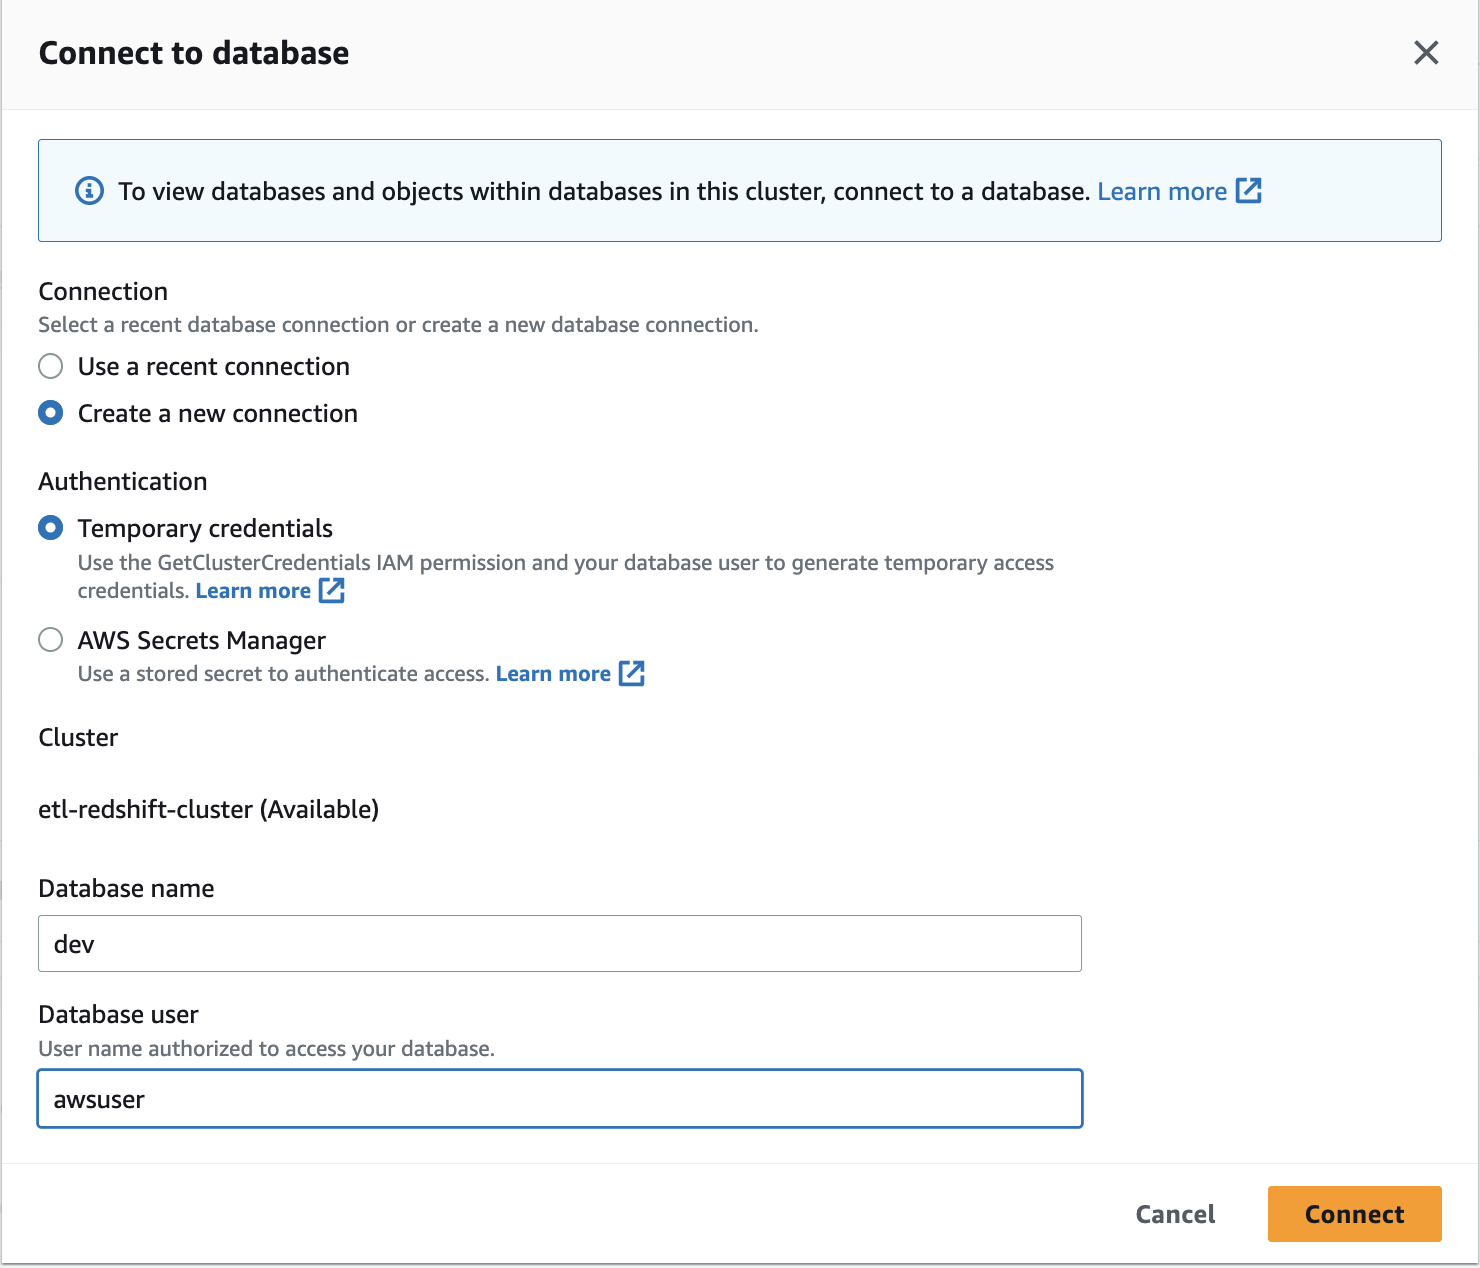 Connect to database
To view databases and objects within databases in this cluster, connect to a database. Learn more
Connection
Select a recent database connection or create a new database connection.
Use a recent connection
Create a new connection
Authentication
Temporary credentials
Use the GetClusterCredentials IAM permission and your database user to generate temporary access
credentials. Learn more
AWS Secrets Manager
Use a stored secret to authenticate access. Learn more
Cluster
etl-redshift-cluster (Available)
Database name
dev
Database user
User name authorized to access your database.
awsuser
Cancel
Connect